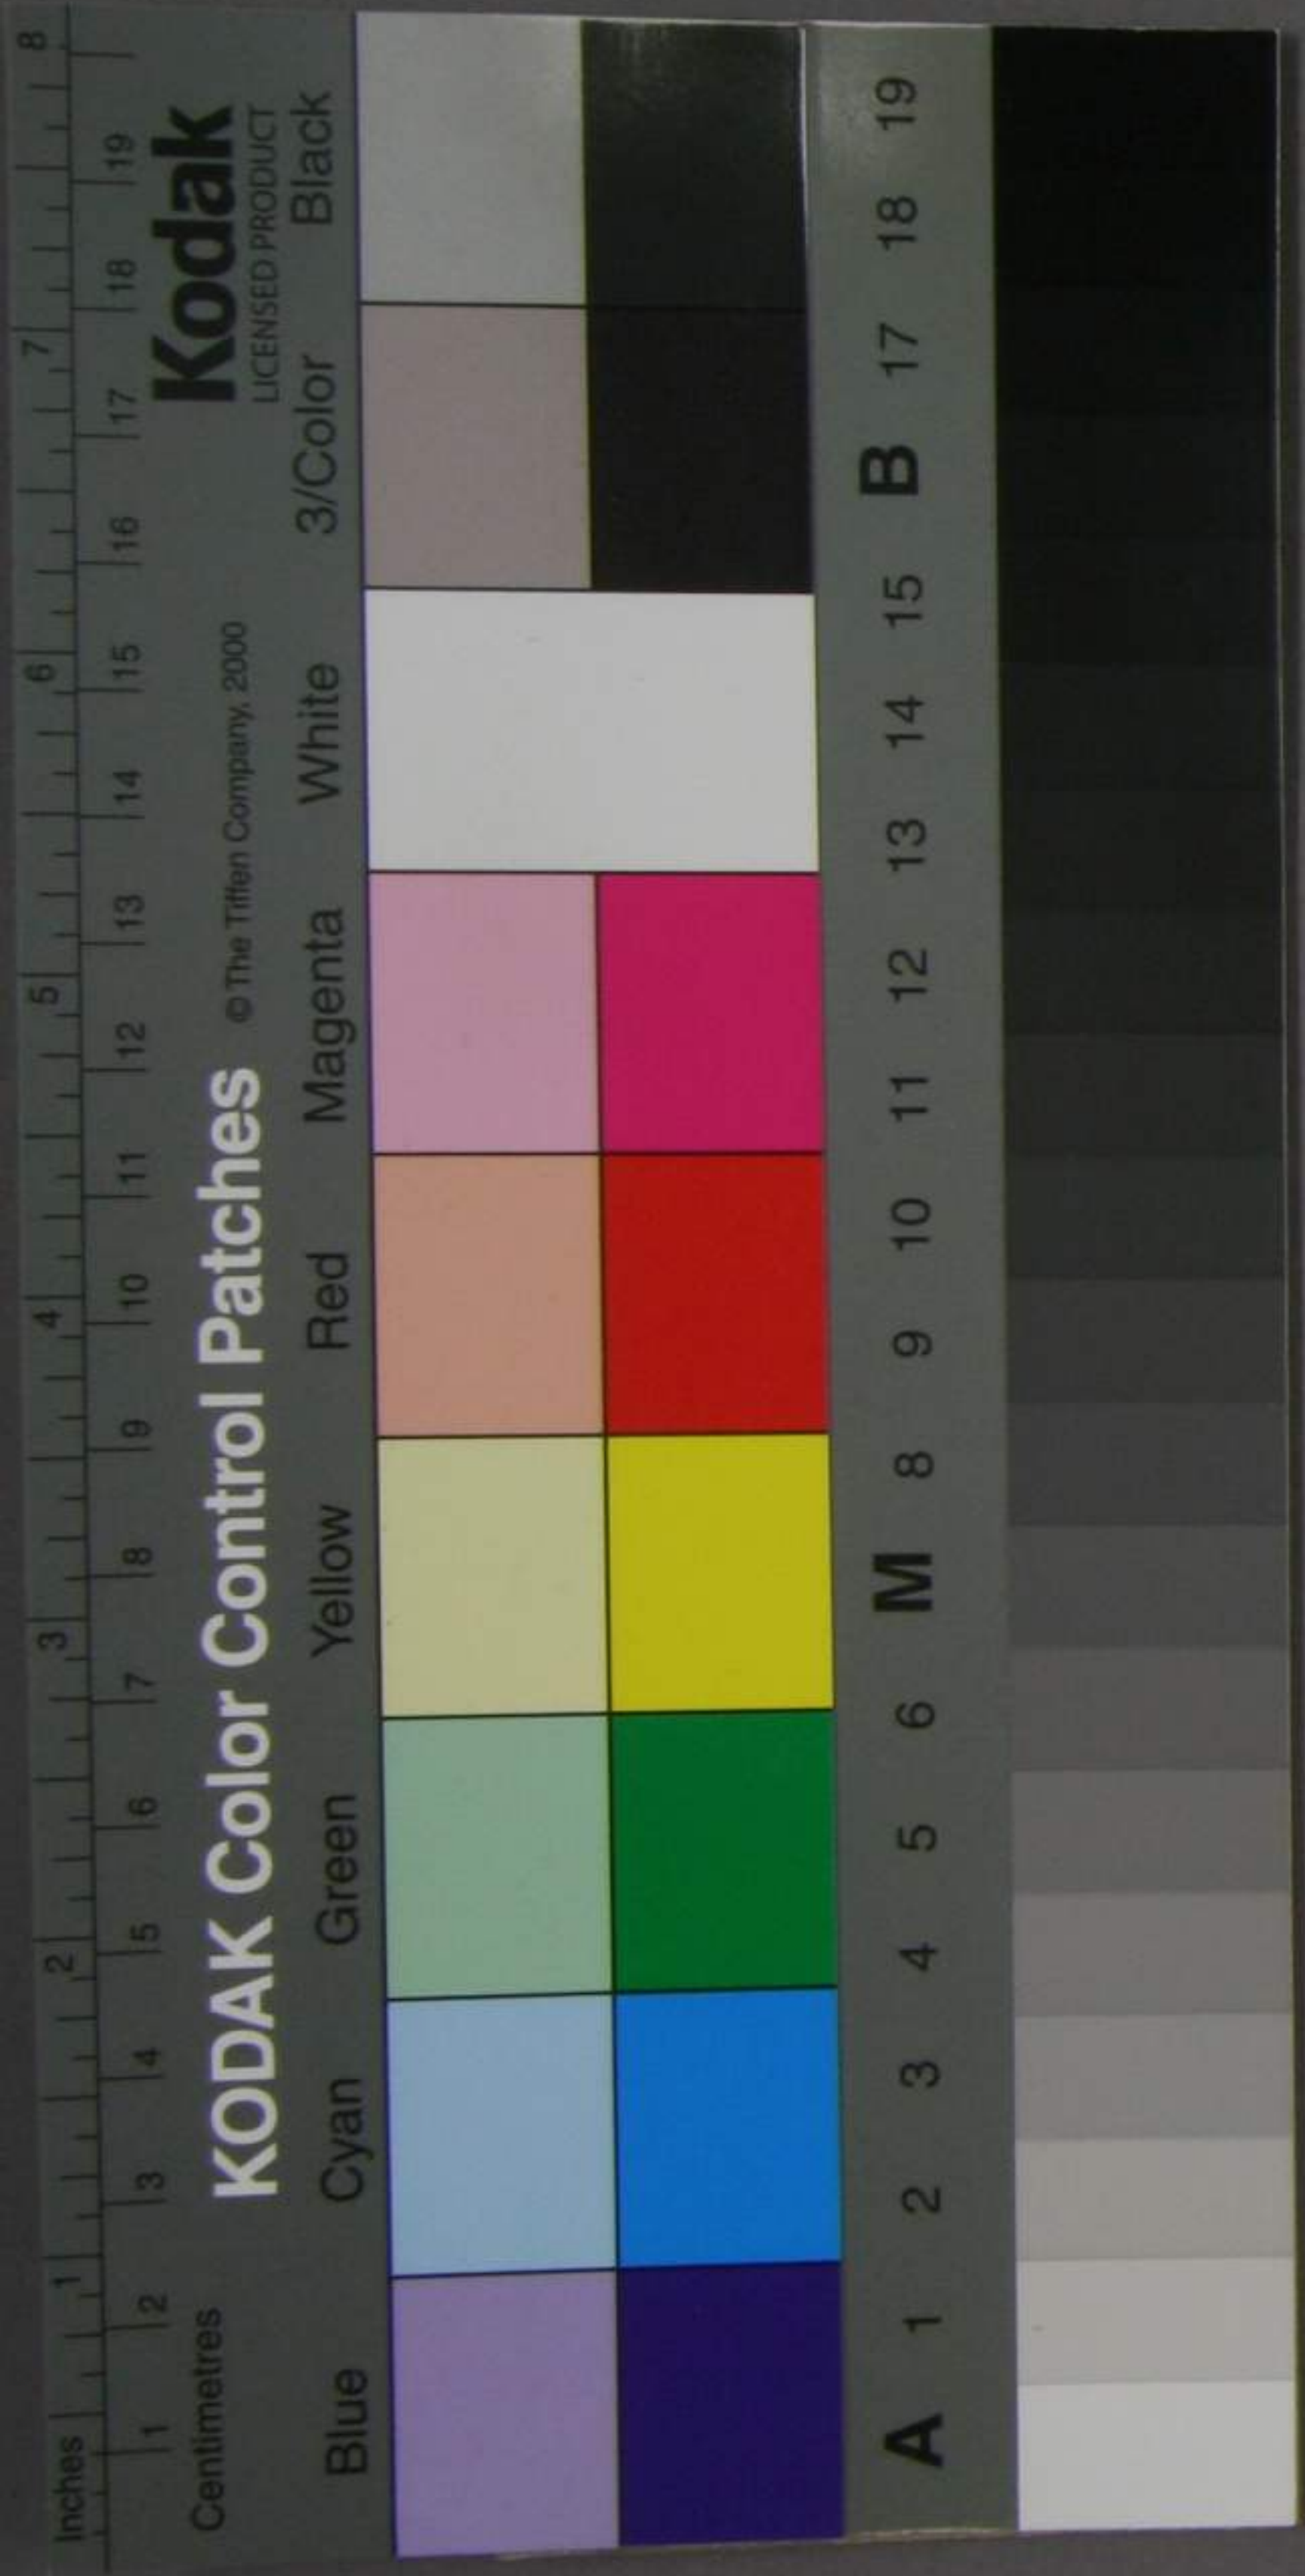 Inches 1 2 3 4 5 6 7 8
Centimetres 1 2 3 4 5 6 7 8 9 10 11 12 13 14 15 16 17 18 19
KODAK Color Control Patches © The Tiffen Company, 2000 Kodak
LICENSED PRODUCT
Blue Cyan Green Yellow Red Magenta White 3/Color Black
A 1 2 3 4 5 6 M 8 9 10 11 12 13 14 15 B 17 18 19